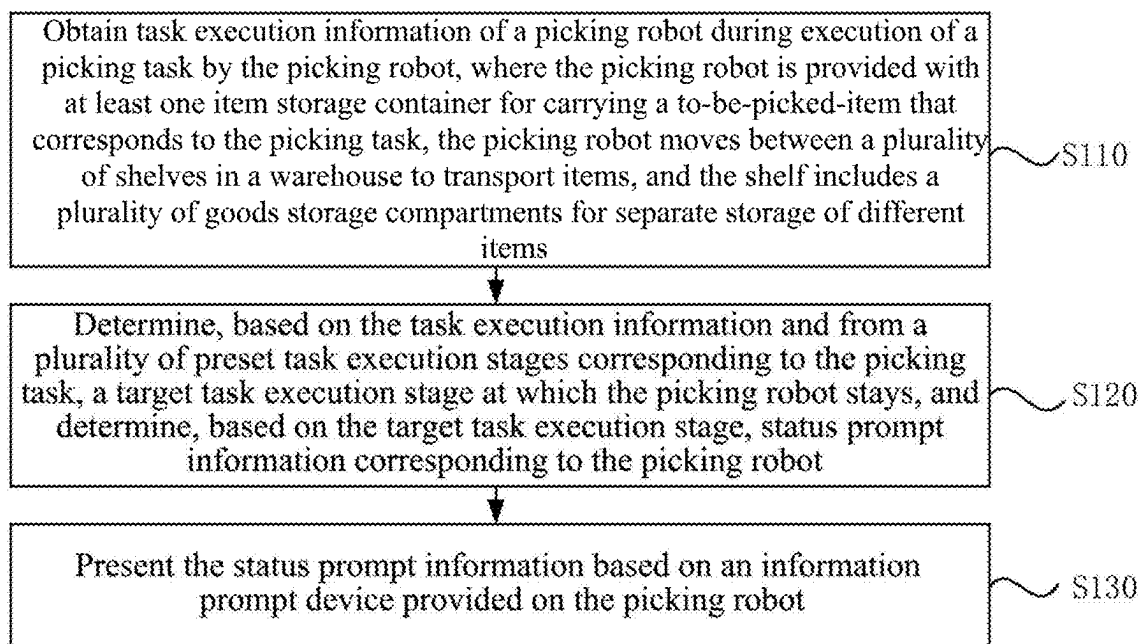 Obtain task execution information of a picking robot during execution of a
picking task by the picking robot, where the picking robot is provided with
at least one item storage container for carrying a to-be-picked-item that
corresponds to the picking task, the picking robot moves between a plurality
of shelves in a warehouse to transport items, and the shelf includes a
plurality of goods storage compartments for separate storage of different
items
S110
Determine, based on the task execution information and from a
plurality of preset task execution stages corresponding to the picking
task, a target task execution stage at which the picking robot stays, and
determine, based on the target task execution stage, status prompt
information corresponding to the picking robot
S120
Present the status prompt information based on an information
prompt device provided on the picking robot
S130